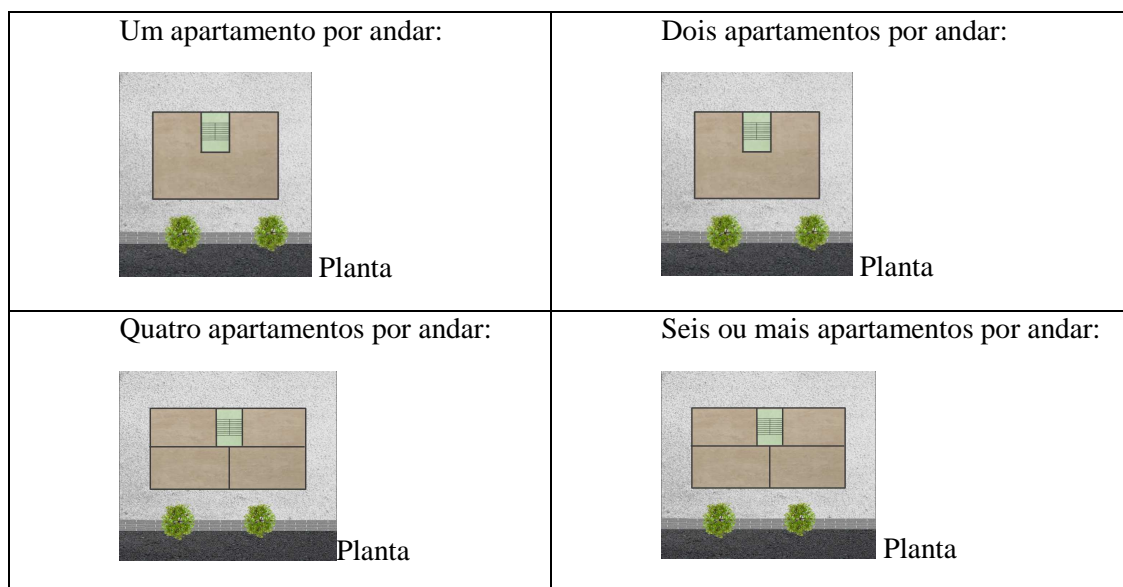 Um apartamento por andar:
Planta
Dois apartamentos por andar:
Planta
Quatro apartamentos por andar:
Planta
Seis ou mais apartamentos por andar:
Planta